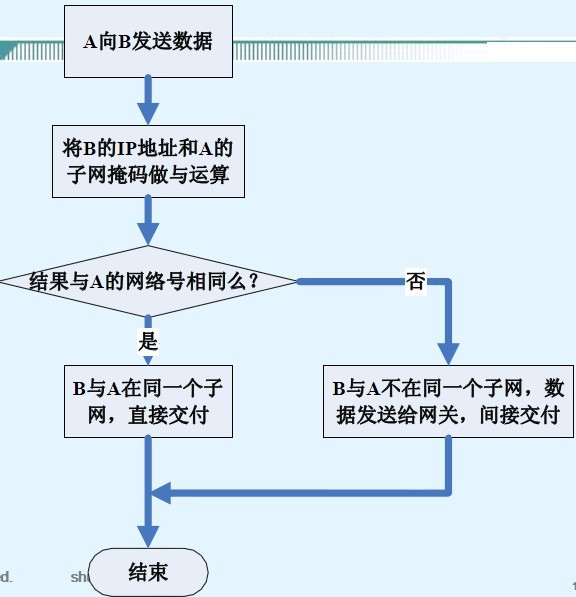 A向B发送数据
将B的IP地址和A的
子网掩码做与运算
结果与A的网络号相同么？
否
是
B与A在同一个子
网，直接交付
B与A不在同一个子网，数
据发送给网关，间接交付
结束